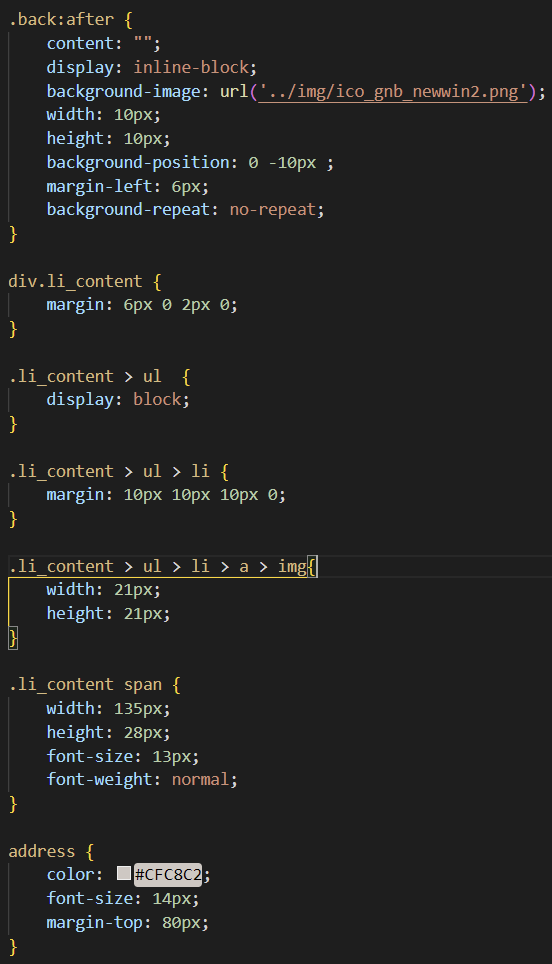 .back:after {
    content: "";
    display: inline-block;
    background-image: url('../img/ico_gnb_newwin2.png');
    width: 10px;
    height: 10px;
    background-position: 0 -10px ;
    margin-left: 6px;
    background-repeat: no-repeat;
}

div.li_content {
    margin: 6px 0 2px 0;
}

.li_content > ul  {
    display: block;
}

.li_content > ul > li {
    margin: 10px 10px 10px 0;
}

.li_content > ul > li > a > img{
    width: 21px;
    height: 21px;
}

.li_content span {
    width: 135px;
    height: 28px;
    font-size: 13px;
    font-weight: normal;
}

address {
    color: #CFC8C2;
    font-size: 14px;
    margin-top: 80px;
}